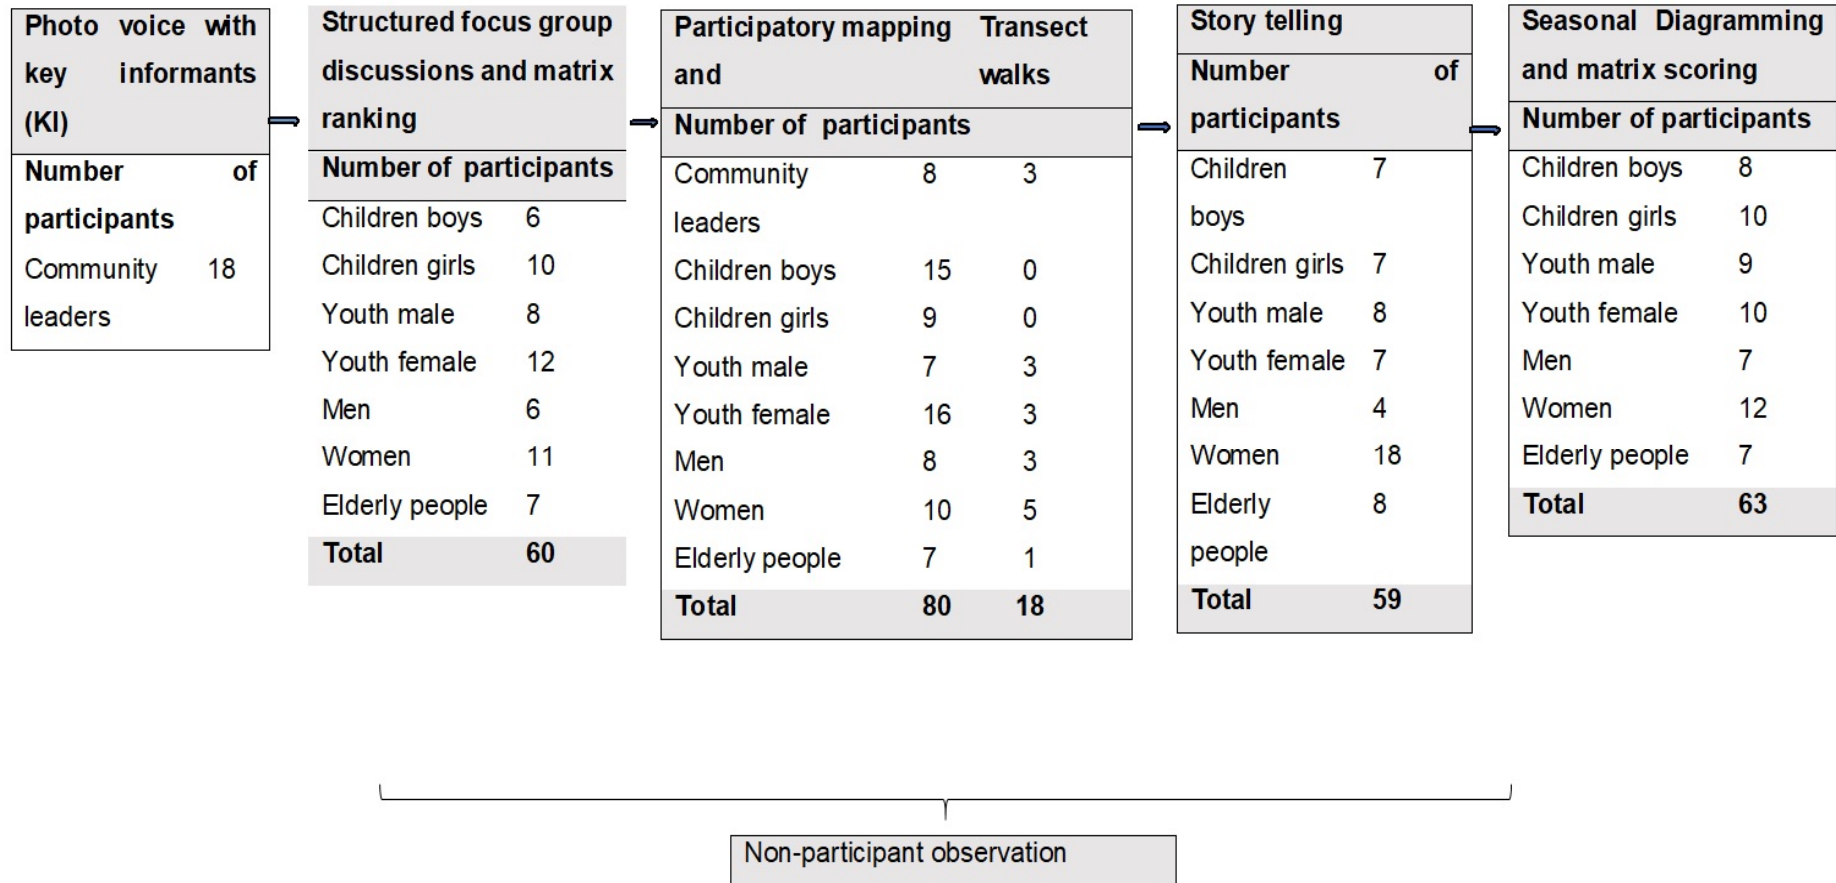 Photo voice with
key informants
(KI)
Number of
participants
Community 18
leaders
Structured focus group
discussions and matrix
ranking
Number of participants
Children boys 6
Children girls 10
Youth male 8
Youth female 12
Men 6
Women 11
Elderly people 7
Total 60
Participatory mapping Transect
and walks
Number of participants
Community 8 3
leaders
Children boys 15 0
Children girls 9 0
Youth male 7 3
Youth female 16 3
Men 8 3
Women 10 5
Elderly people 7 1
Total 80 18
Story telling
Number of
participants
Children 7
boys
Children girls 7
Youth male 8
Youth female 7
Men 4
Women 18
Elderly 8
people
Total 59
Seasonal Diagramming
and matrix scoring
Number of participants
Children boys 8
Children girls 10
Youth male 9
Youth female 10
Men 7
Women 12
Elderly people 7
Total 63
Non-participant observation